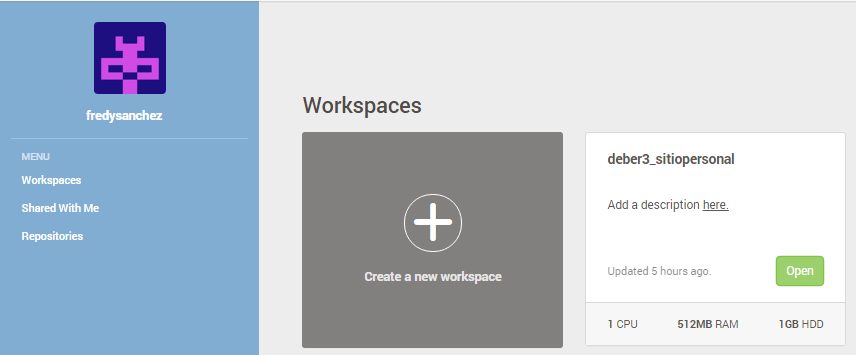 fredysanchez
MENU
Workspaces
Shared With Me
Repositories
Workspaces
Create a new workspace
deber3_sitiopersonal
Add a description here.
Updated 5 hours ago.
Open
1 CPU 512MB RAM 1GB HDD